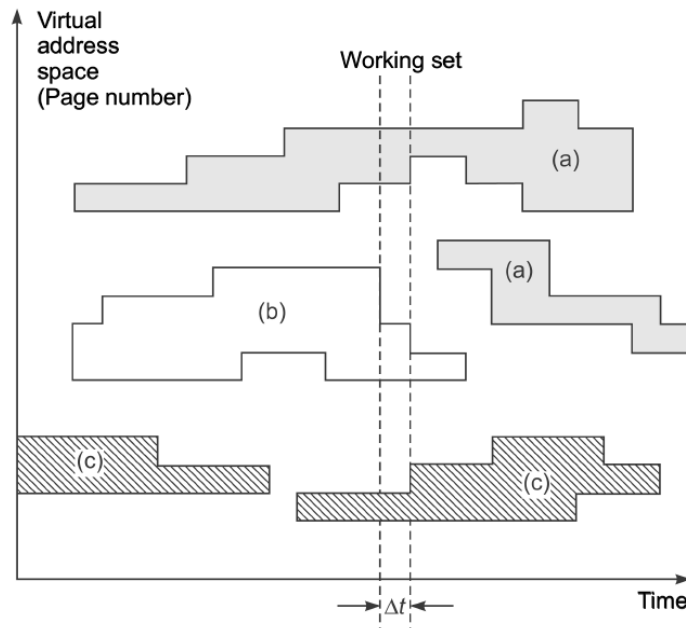 Virtual
address
space
(Page number)
Working set
(a)
(a)
(b)
(c)
(c)
Time
Δt